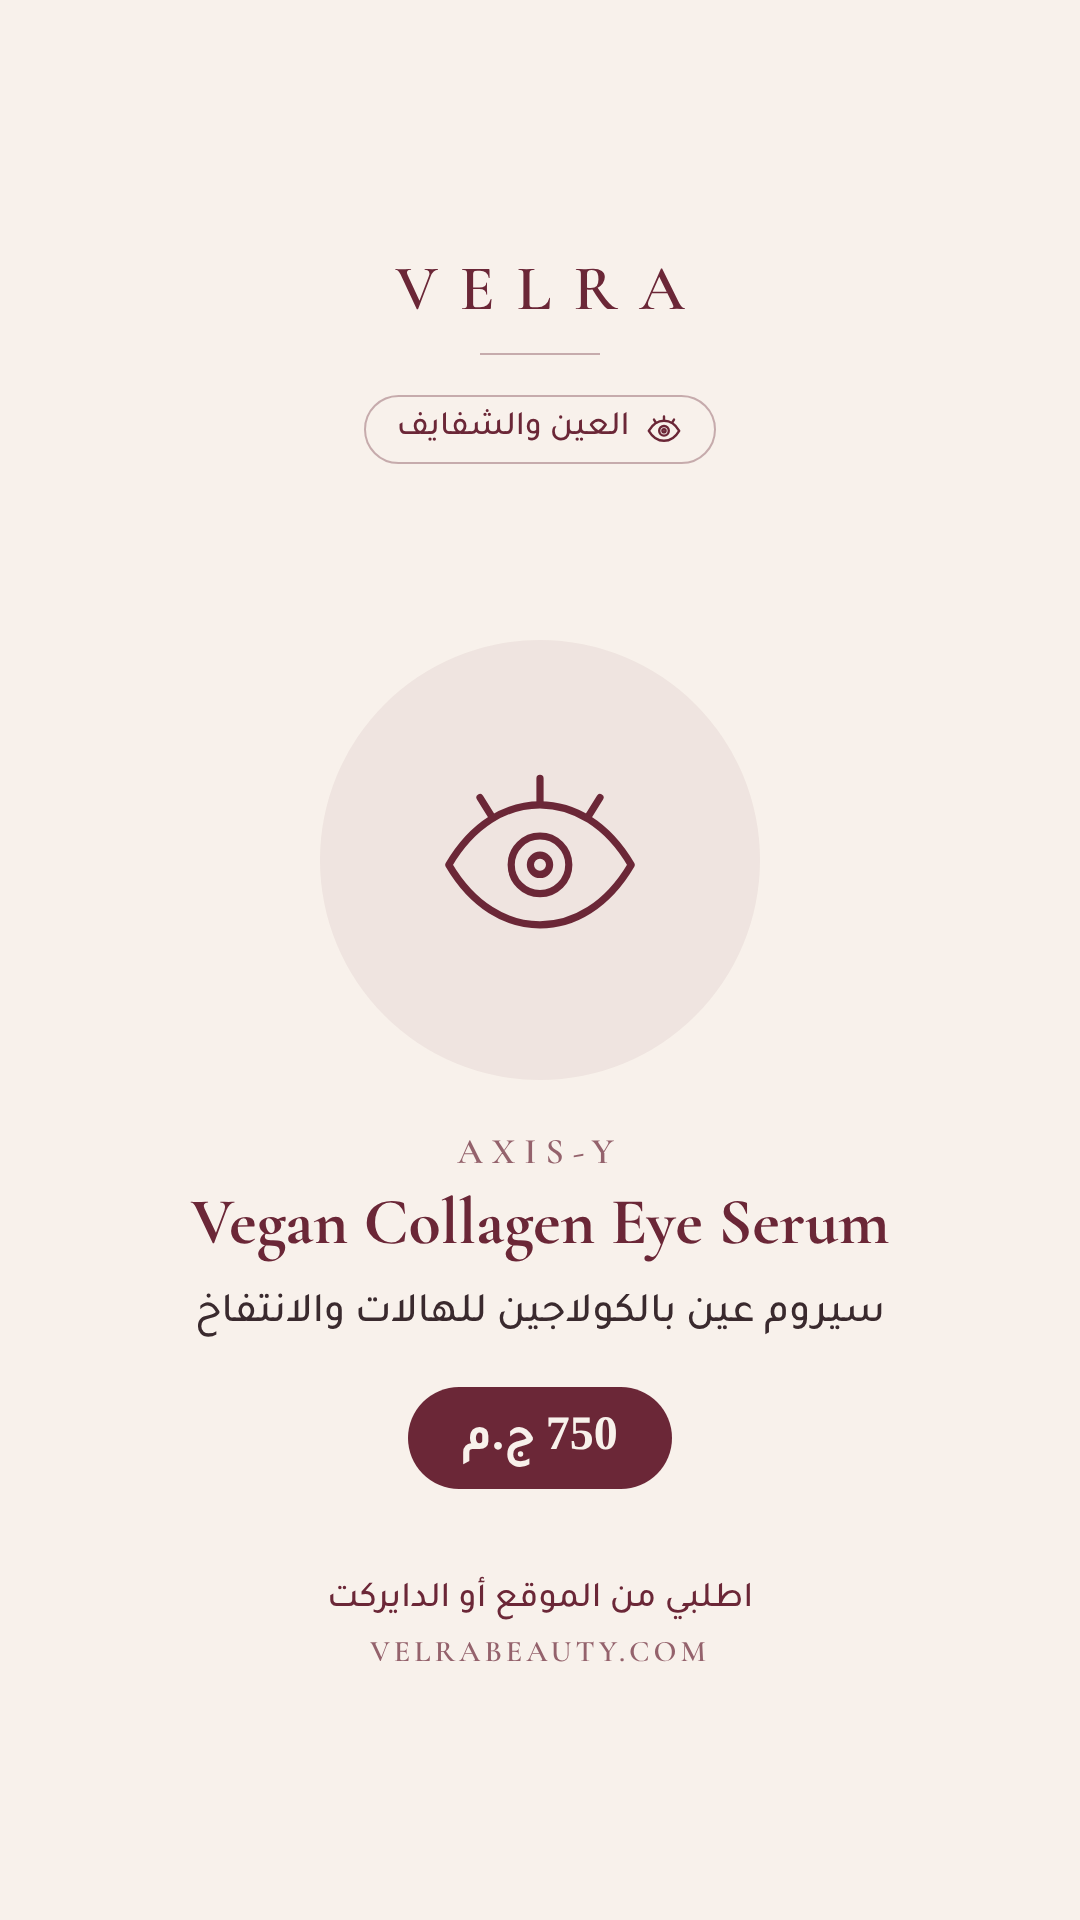 VELRA
العين والشفايف
AXIS-Y
Vegan Collagen Eye Serum
سيروم عين بالكولاجين للهالات والانتفاخ
750 ج.م
اطلبي من الموقع أو الدايركت
VELRABEAUTY.COM